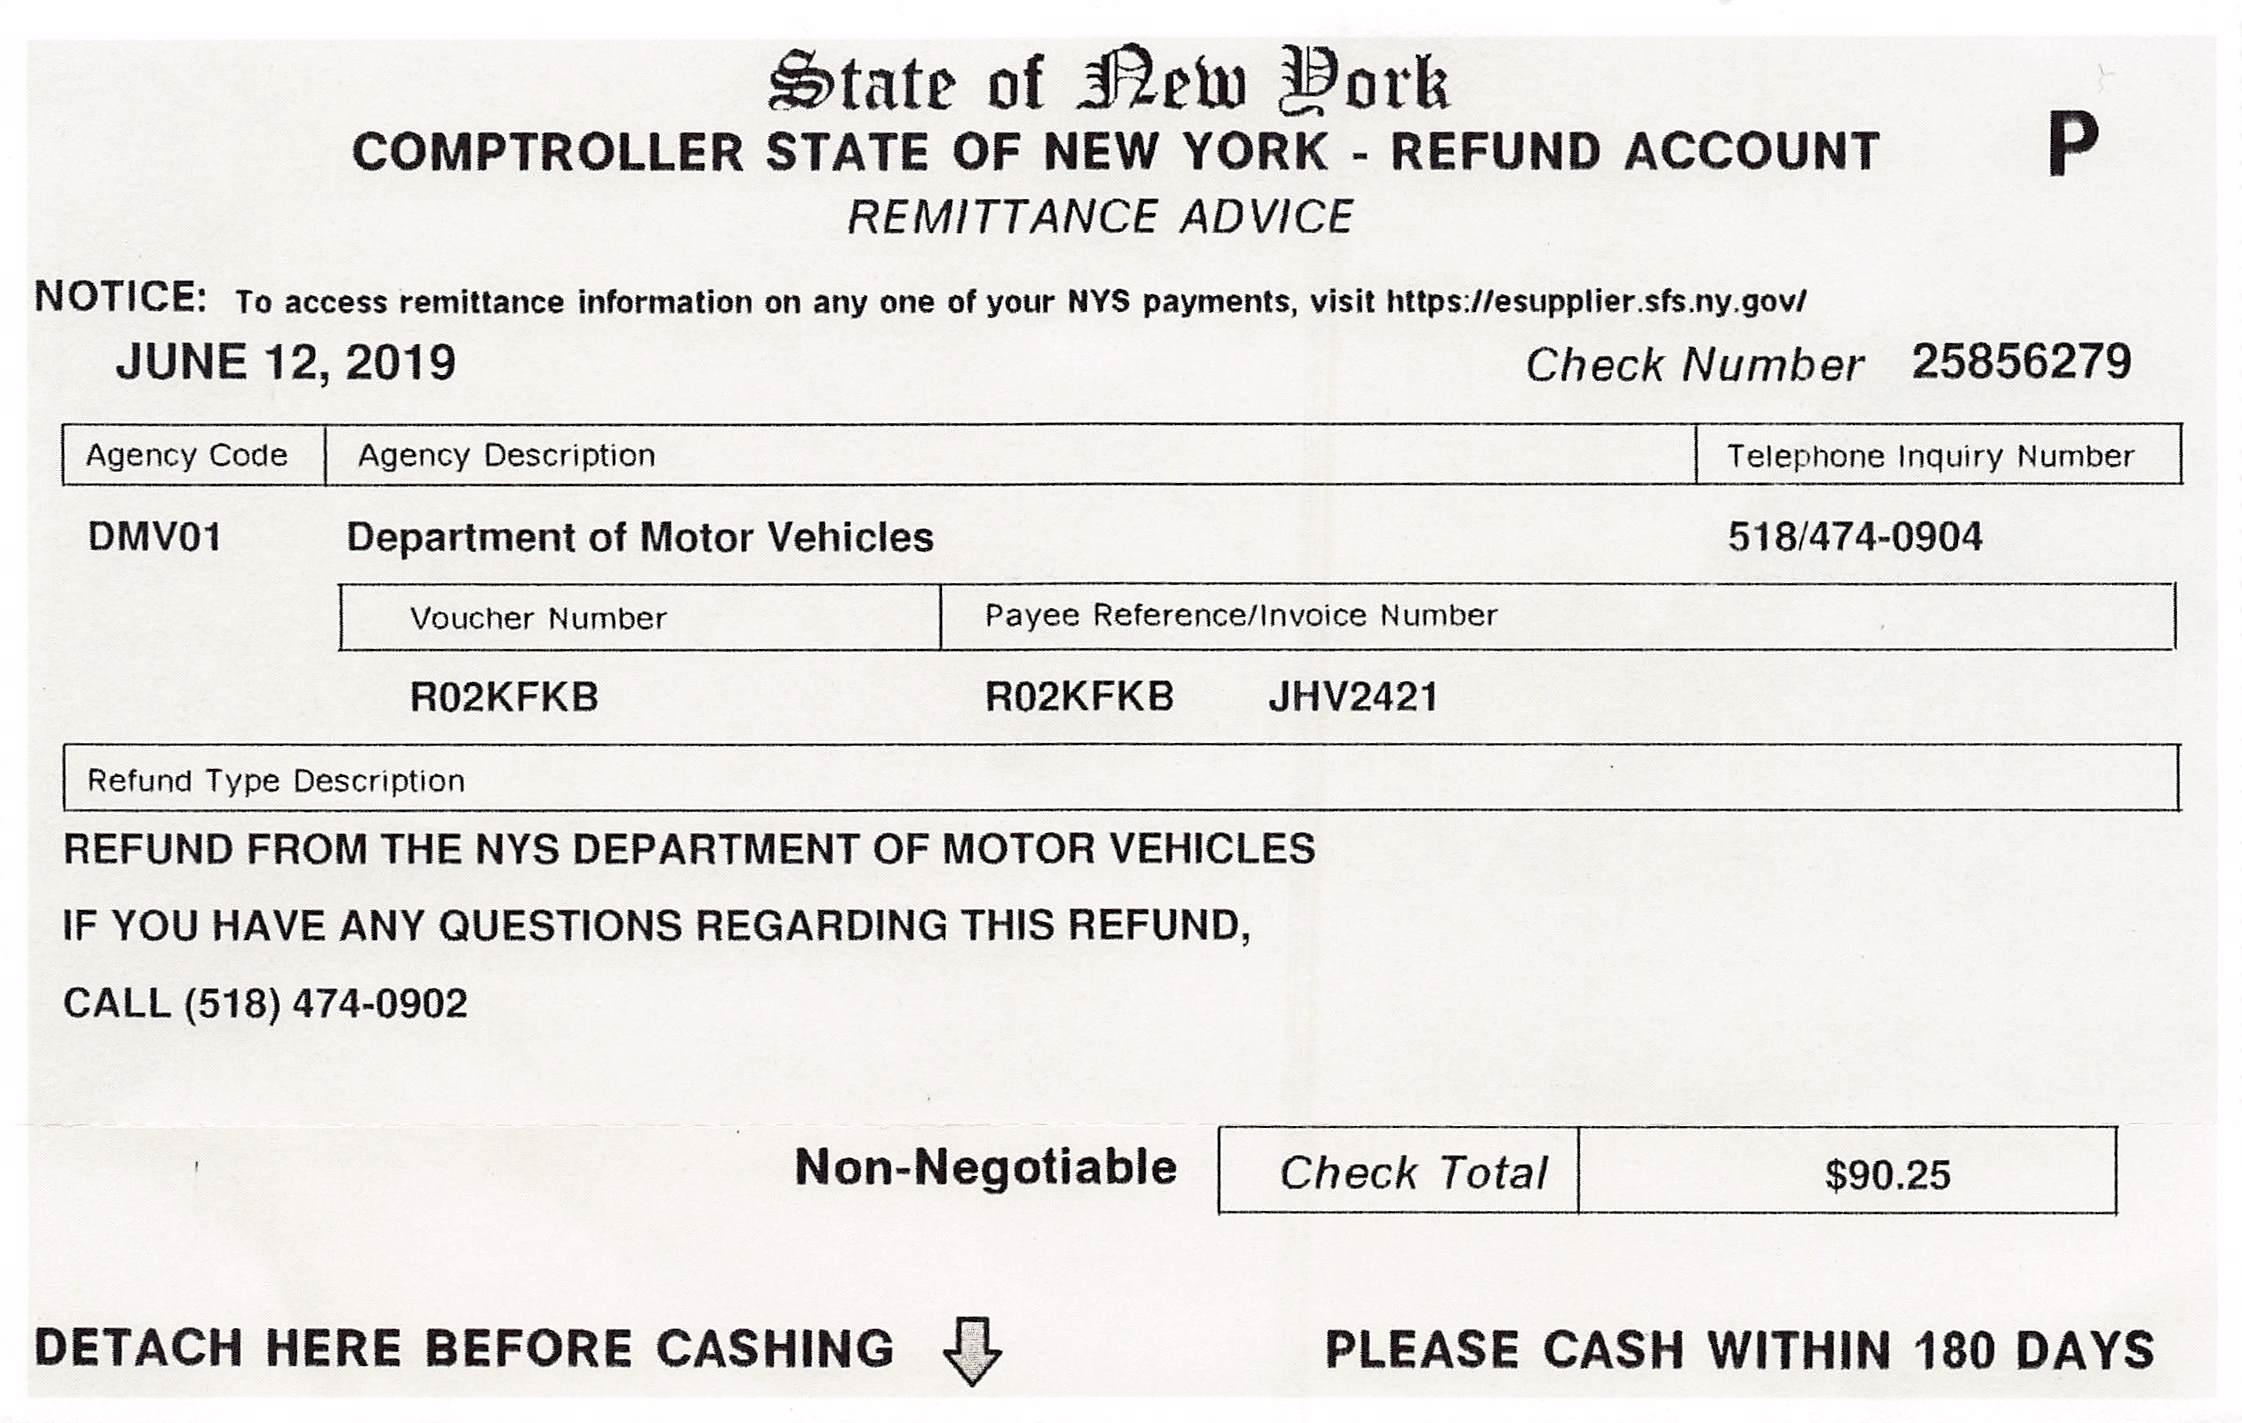 State of New York
COMPTROLLER STATE OF NEW YORK - REFUND ACCOUNT P
REMITTANCE ADVICE
NOTICE: To access remittance information on any one of your NYS payments, visit https://esupplier.sfs.ny.gov/
JUNE 12, 2019 Check Number 25856279
Agency Code Agency Description Telephone Inquiry Number
DMV01 Department of Motor Vehicles 518/474-0904
Voucher Number Payee Reference/Invoice Number
R02KFKB R02KFKB JHV2421
Refund Type Description
REFUND FROM THE NYS DEPARTMENT OF MOTOR VEHICLES
IF YOU HAVE ANY QUESTIONS REGARDING THIS REFUND,
CALL (518) 474-0902
Non-Negotiable Check Total $90.25
DETACH HERE BEFORE CASHING PLEASE CASH WITHIN 180 DAYS